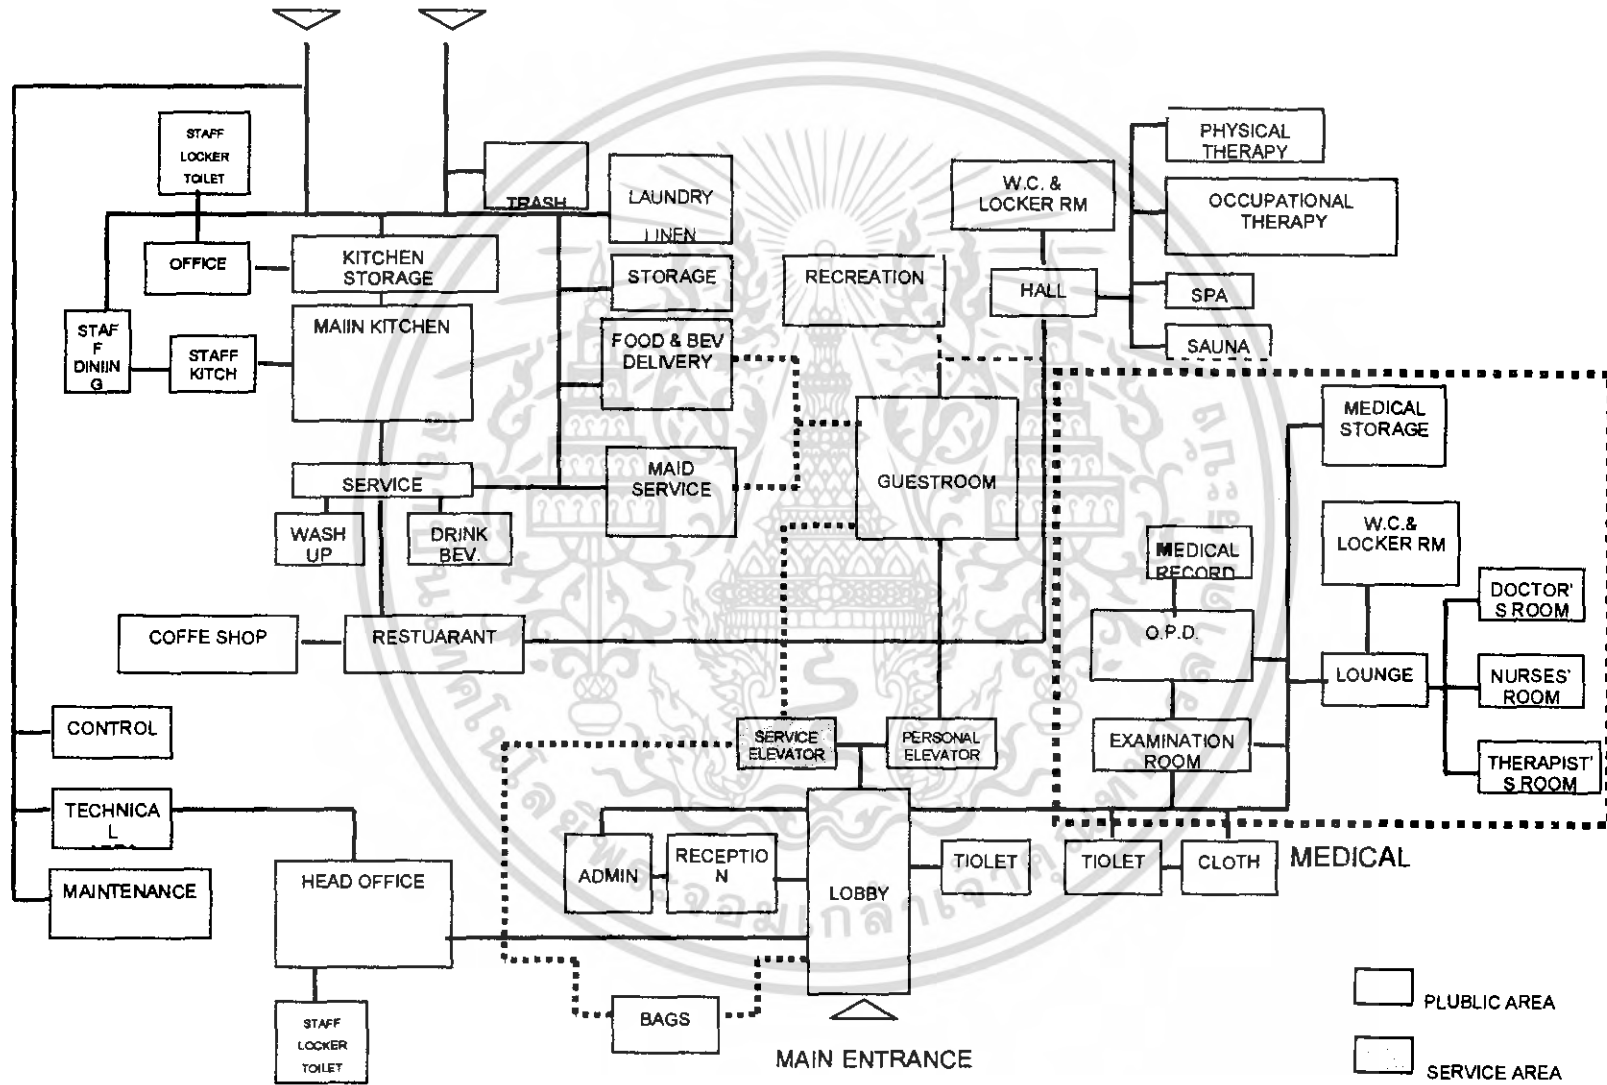 STAFF
LOCKER
TOILET
TRASH
LAUNDRY
LINEN
W.C. &
LOCKER RM
PHYSICAL
THERAPY
OCCUPATIONAL
THERAPY
OFFICE
KITCHEN
STORAGE
STORAGE
RECREATION
HALL
SPA
SAUNA
STAF
F
DINIIN
G
STAFF
KITCH
MAIIN KITCHEN
FOOD & BEV
DELIVERY
MEDICAL
STORAGE
SERVICE
MAID
SERVICE
GUESTROOM
WASH
UP
DRINK
BEV.
MEDICAL
RECORD
W.C.&
LOCKER RM
DOCTOR'
S ROOM
COFFE SHOP
RESTUARANT
O.P.D.
LOUNGE
NURSES'
ROOM
CONTROL
SERVICE
ELEVATOR
PERSONAL
ELEVATOR
EXAMINATION
ROOM
THERAPIST'
S ROOM
TECHNICA
L
MAINTENANCE
HEAD OFFICE
ADMIN
RECEPTIO
N
LOBBY
TIOLET
TIOLET
CLOTH
MEDICAL
STAFF
LOCKER
TOILET
BAGS
MAIN ENTRANCE
PLUBLIC AREA
SERVICE AREA